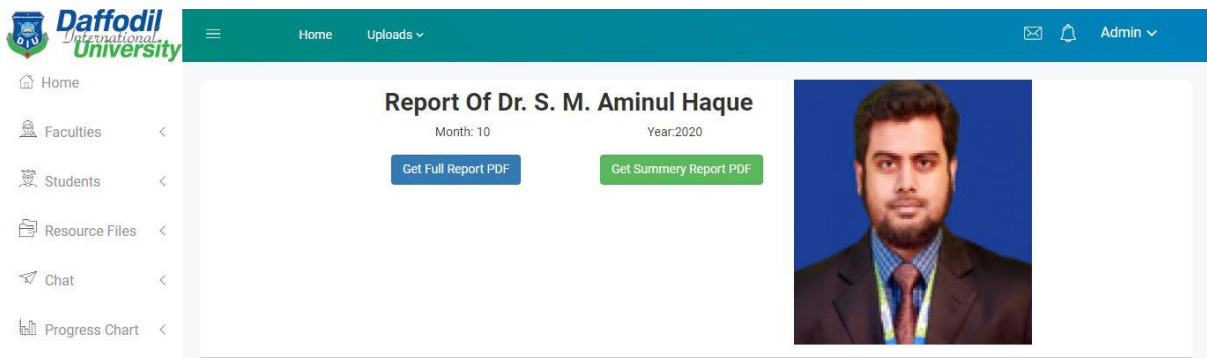 Daffodil
International
University
DIU
Home
Uploads
Admin
Home
Faculties
Students
Resource Files
Chat
Progress Chart
Report Of Dr. S. M. Aminul Haque
Month: 10
Year:2020
Get Full Report PDF
Get Summery Report PDF